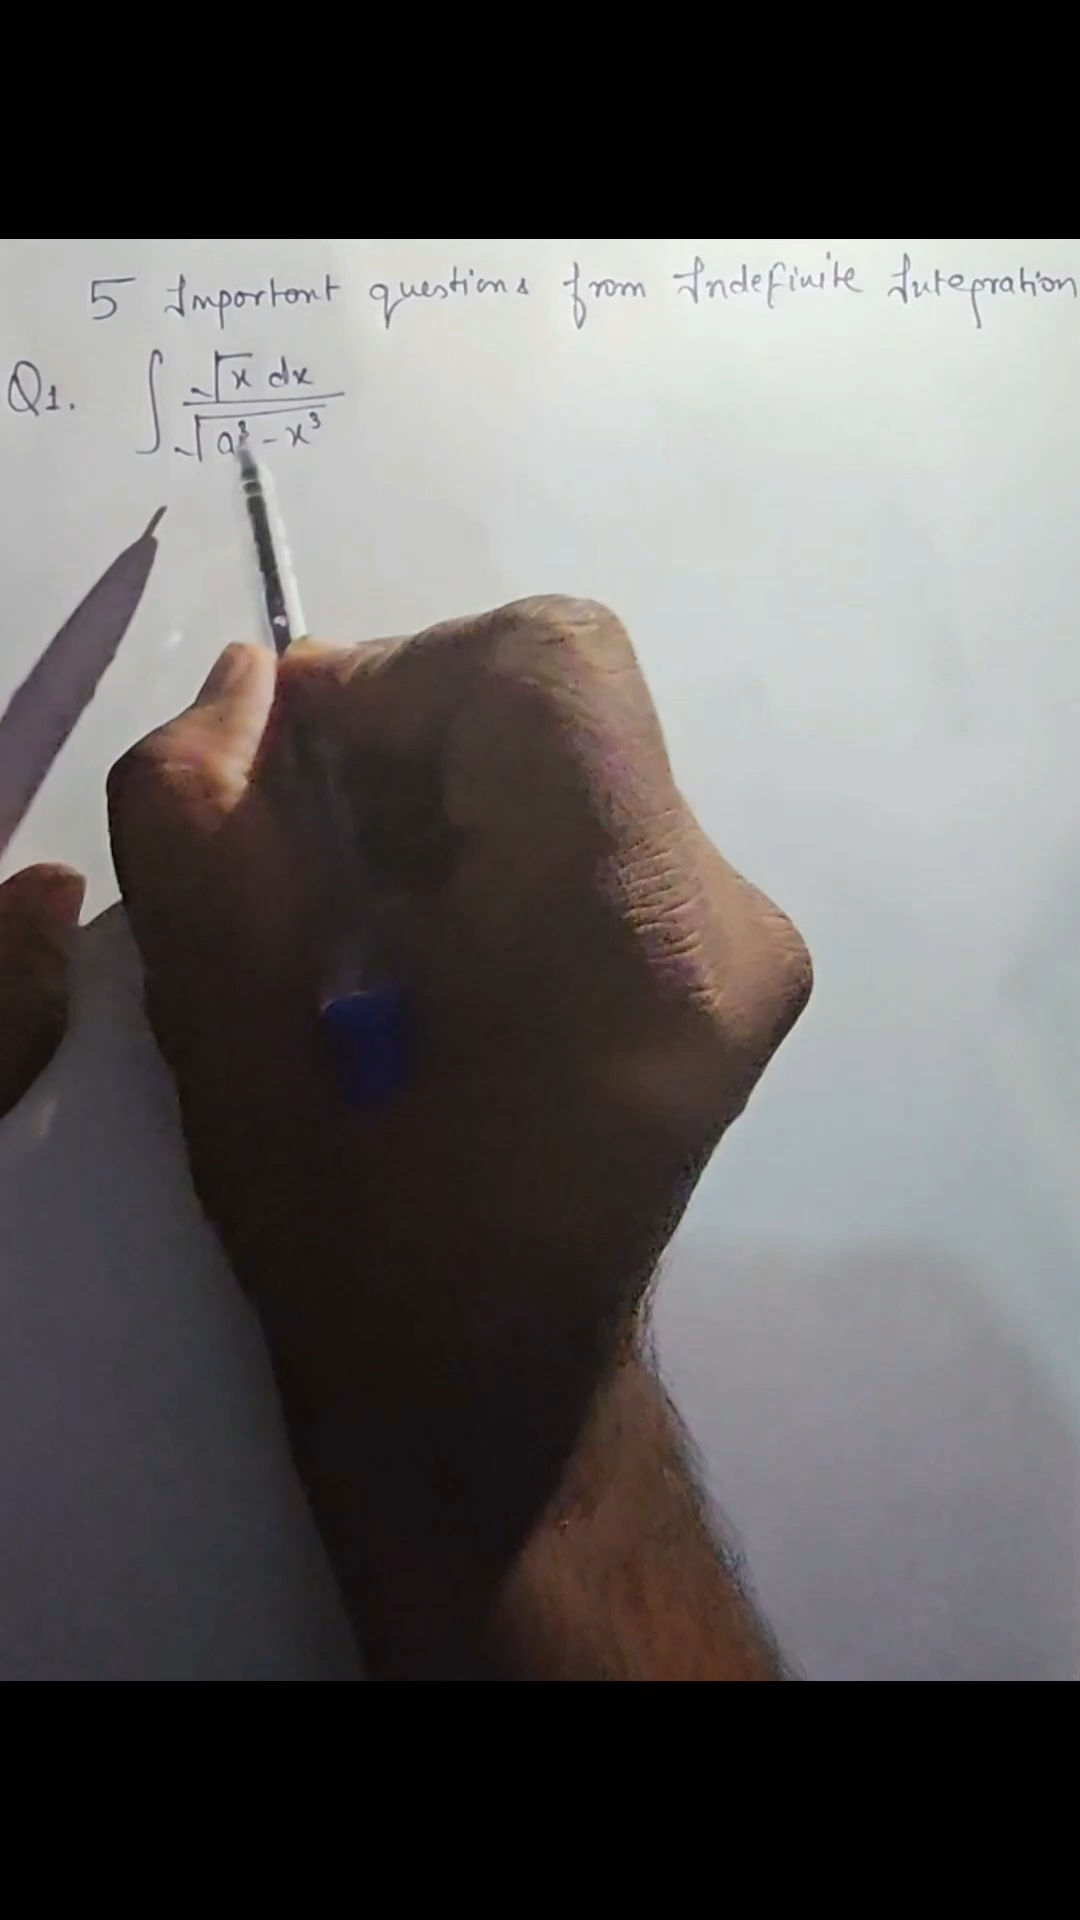 5 Important questions from Indefinite Integration
Q1. ∫ √x dx / √(a³ - x³)